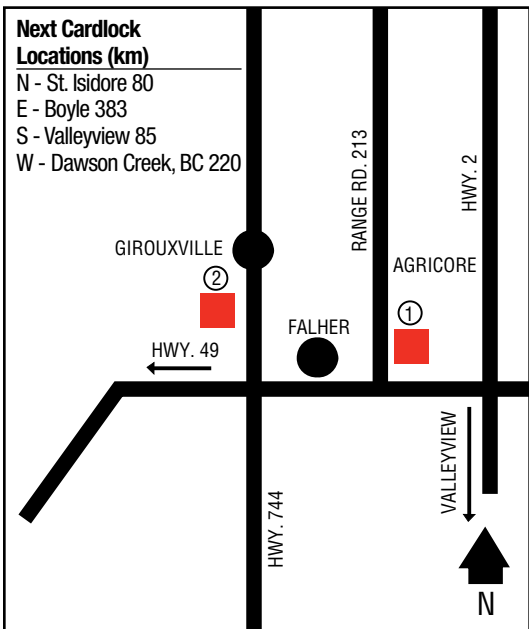 Next Cardlock
Locations (km)
N - St. Isidore 80
E - Boyle 383
S - Valleyview 85
W - Dawson Creek, BC 220
RANGE RD. 213
HWY. 2
GIROUXVILLE
AGRICORE
2
1
FALHER
HWY. 49
VALLEYVIEW
HWY. 744
N